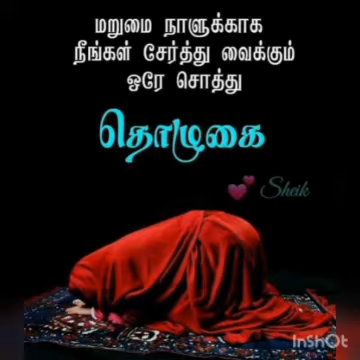 மறுமை நாளுக்காக
நீங்கள் சேர்த்து வைக்கும்
ஒரே சொத்து
தொழுகை
Sheik
InShOt